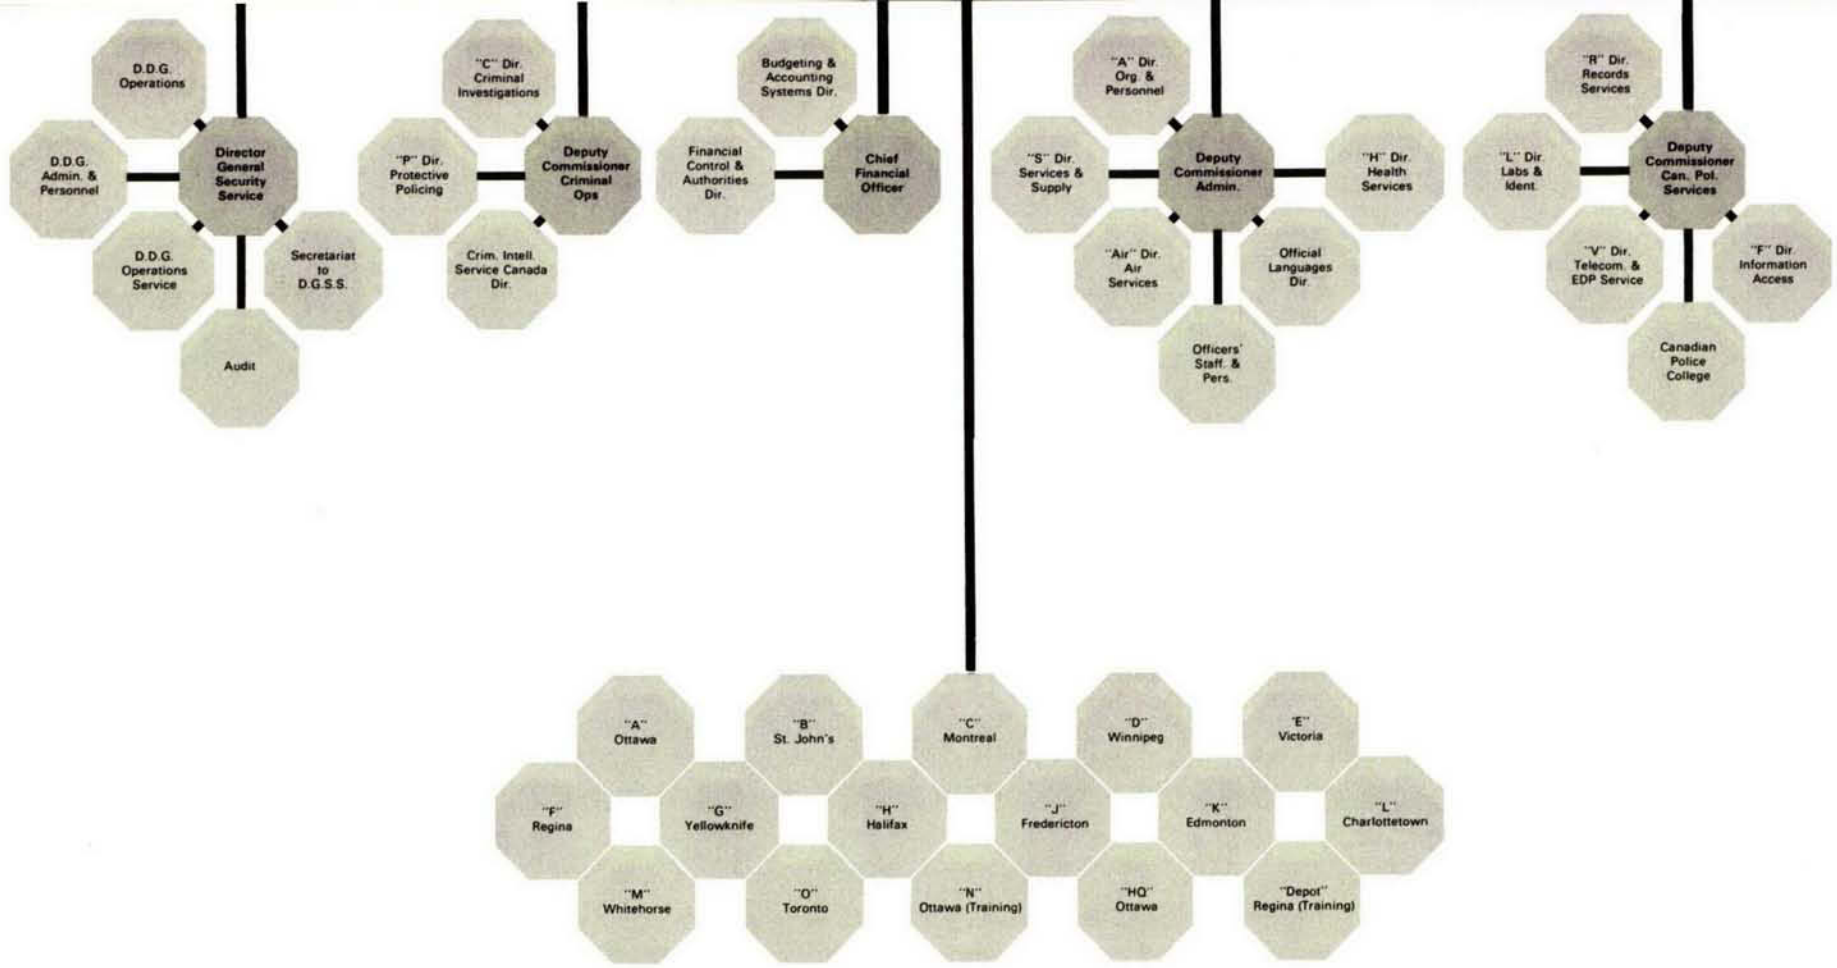 D.D.G.
Operations
D.D.G.
Admin. &
Personnel
Director
General
Security
Service
D.D.G.
Operations
Service
Secretariat
to
D.G.S.S.
Audit
"C" Dir.
Criminal
Investigations
"P" Dir.
Protective
Policing
Deputy
Commissioner
Criminal
Ops
Crim. Intell.
Service Canada
Dir.
Budgeting &
Accounting
Systems Dir.
Financial
Control &
Authorities
Dir.
Chief
Financial
Officer
"A" Dir.
Org. &
Personnel
"S" Dir.
Services &
Supply
Deputy
Commissioner
Admin.
"H" Dir.
Health
Services
"Air" Dir.
Air
Services
Official
Languages
Dir.
Officers'
Staff. &
Pers.
"R" Dir.
Records
Services
"L" Dir.
Labs &
Ident.
Deputy
Commissioner
Can. Pol.
Services
"V" Dir.
Telecom. &
EDP Service
"F" Dir.
Information
Access
Canadian
Police
College
"A"
Ottawa
"B"
St. John's
"C"
Montreal
"D"
Winnipeg
'E"
Victoria
"F"
Regina
"G"
Yellowknife
"H"
Halifax
"J"
Fredericton
"K"
Edmonton
"L"
Charlottetown
"M"
Whitehorse
"O"
Toronto
"N"
Ottawa (Training)
"HQ"
Ottawa
"Depot"
Regina (Training)